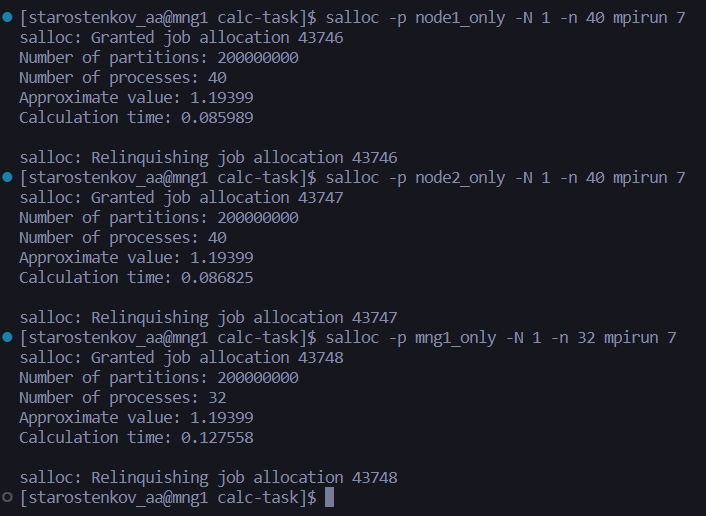 [starostenkov_aa@mng1 calc-task]$ salloc -p node1_only -N 1 -n 40 mpirun 7
salloc: Granted job allocation 43746
Number of partitions: 200000000
Number of processes: 40
Approximate value: 1.19399
Calculation time: 0.085989

salloc: Relinquishing job allocation 43746
[starostenkov_aa@mng1 calc-task]$ salloc -p node2_only -N 1 -n 40 mpirun 7
salloc: Granted job allocation 43747
Number of partitions: 200000000
Number of processes: 40
Approximate value: 1.19399
Calculation time: 0.086825

salloc: Relinquishing job allocation 43747
[starostenkov_aa@mng1 calc-task]$ salloc -p mng1_only -N 1 -n 32 mpirun 7
salloc: Granted job allocation 43748
Number of partitions: 200000000
Number of processes: 32
Approximate value: 1.19399
Calculation time: 0.127558

salloc: Relinquishing job allocation 43748
[starostenkov_aa@mng1 calc-task]$